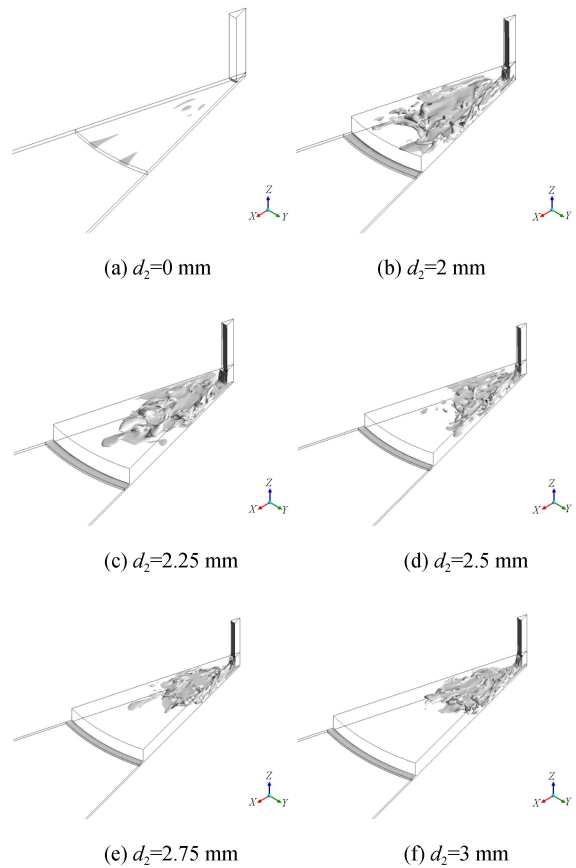 Z
X
Y
Z
X
Y
(a) d₂=0 mm
(b) d₂=2 mm
Z
X
Y
Z
X
Y
(c) d₂=2.25 mm
(d) d₂=2.5 mm
Z
X
Y
Z
X
Y
(e) d₂=2.75 mm
(f) d₂=3 mm